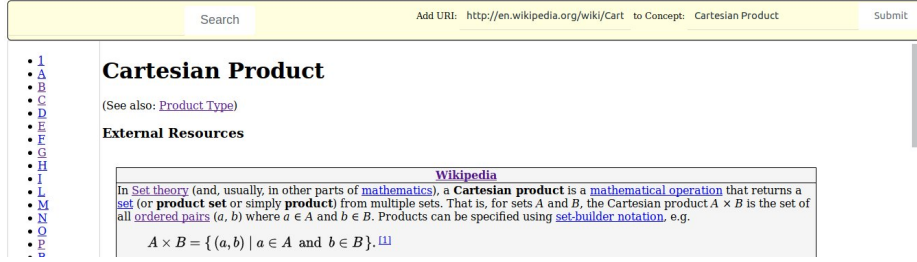 Search Add URI: http://en.wikipedia.org/wiki/Cart to Concept: Cartesian Product Submit
1
A
B
C
D
E
F
G
H
I
L
M
N
O
P
Cartesian Product
(See also: Product Type)
External Resources
Wikipedia
In Set theory (and, usually, in other parts of mathematics), a Cartesian product is a mathematical operation that returns a
set (or product set or simply product) from multiple sets. That is, for sets A and B, the Cartesian product A × B is the set of
all ordered pairs (a, b) where a ∈ A and b ∈ B. Products can be specified using set-builder notation, e.g.
A × B = { (a, b) | a ∈ A and b ∈ B }. [1]